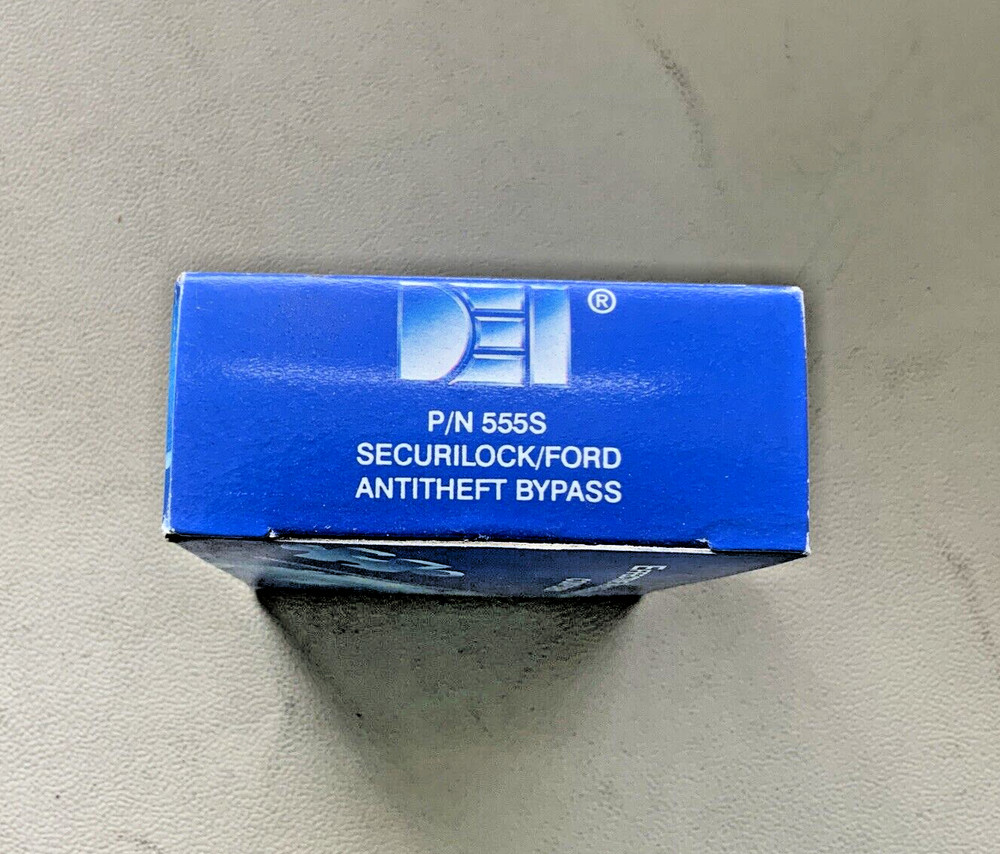 DEI ®
P/N 555S
SECURILOCK/FORD
ANTITHEFT BYPASS